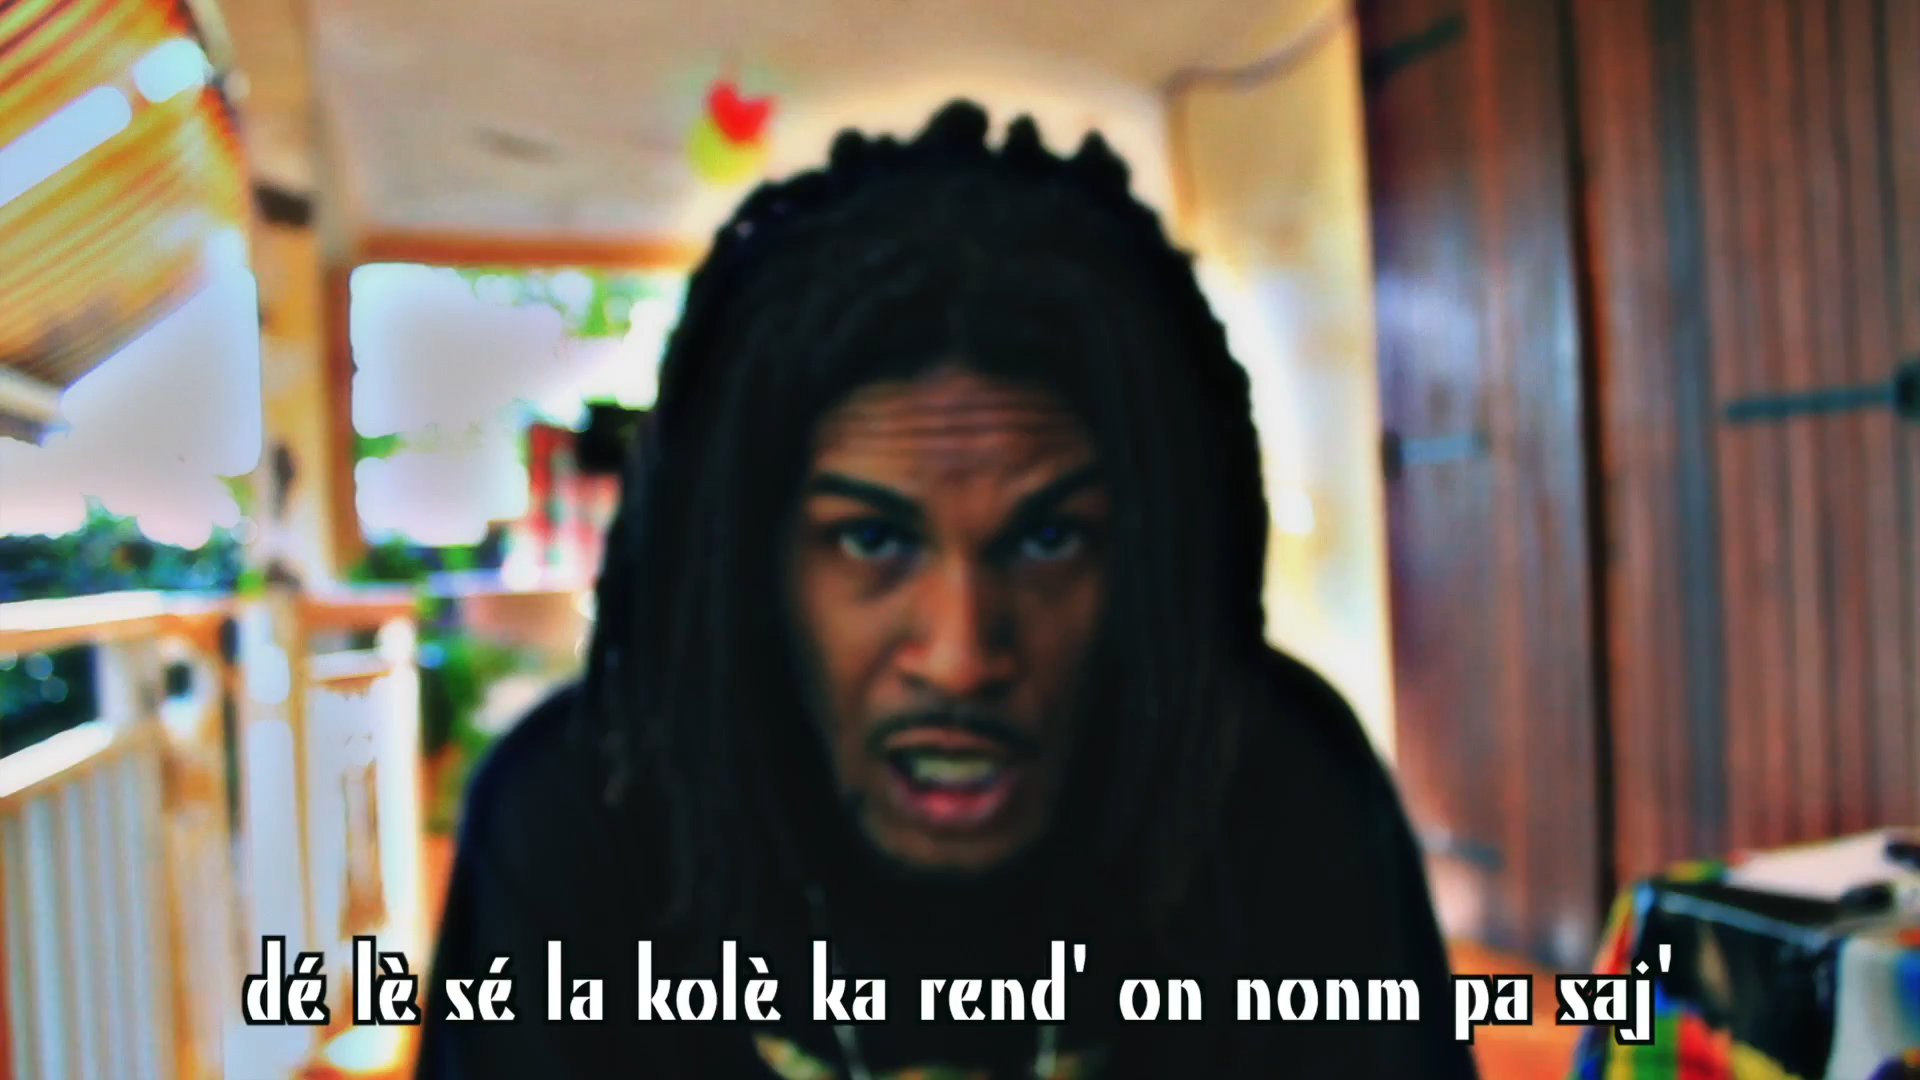 dé lè sé la kolè ka rend' on nonm pa saj'